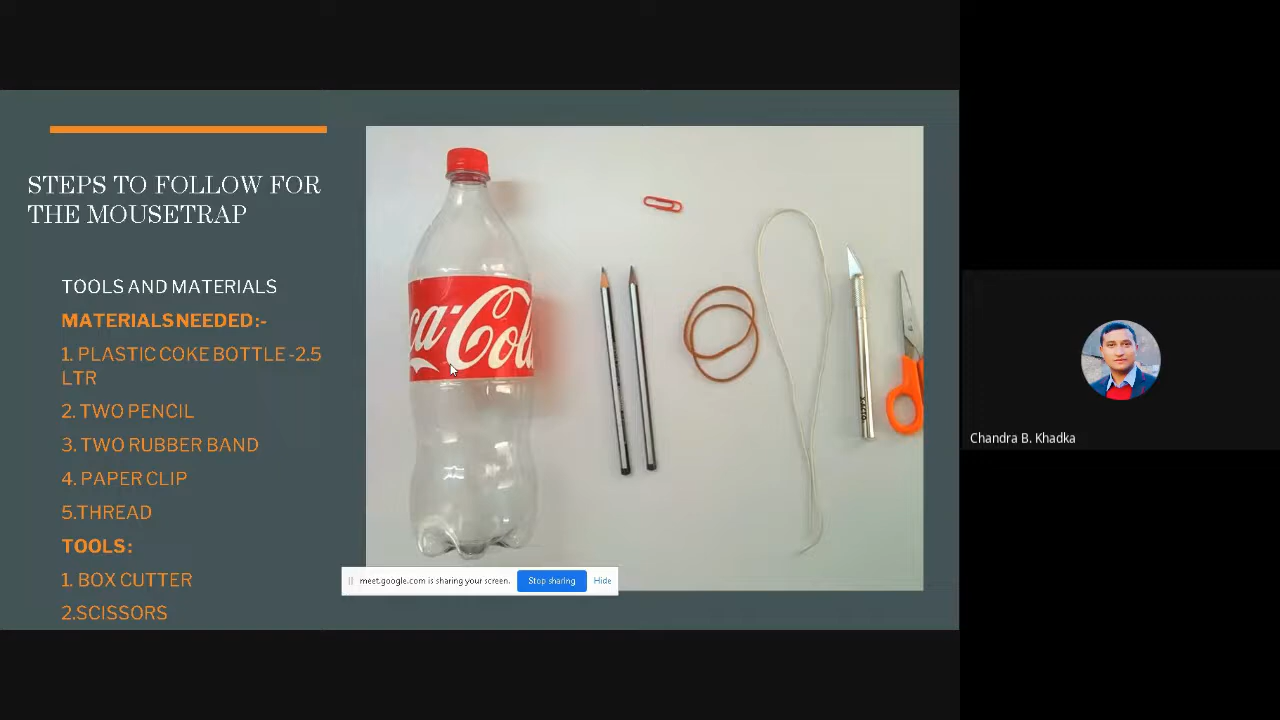 STEPS TO FOLLOW FOR
THE MOUSETRAP
TOOLS AND MATERIALS
MATERIALS NEEDED :-
1. PLASTIC COKE BOTTLE -2.5
LTR
2. TWO PENCIL
3. TWO RUBBER BAND
4. PAPER CLIP
5.THREAD
TOOLS :
1. BOX CUTTER
2.SCISSORS
ca-Col
meet.google.com is sharing your screen.
Stop sharing
Hide
Chandra B. Khadka